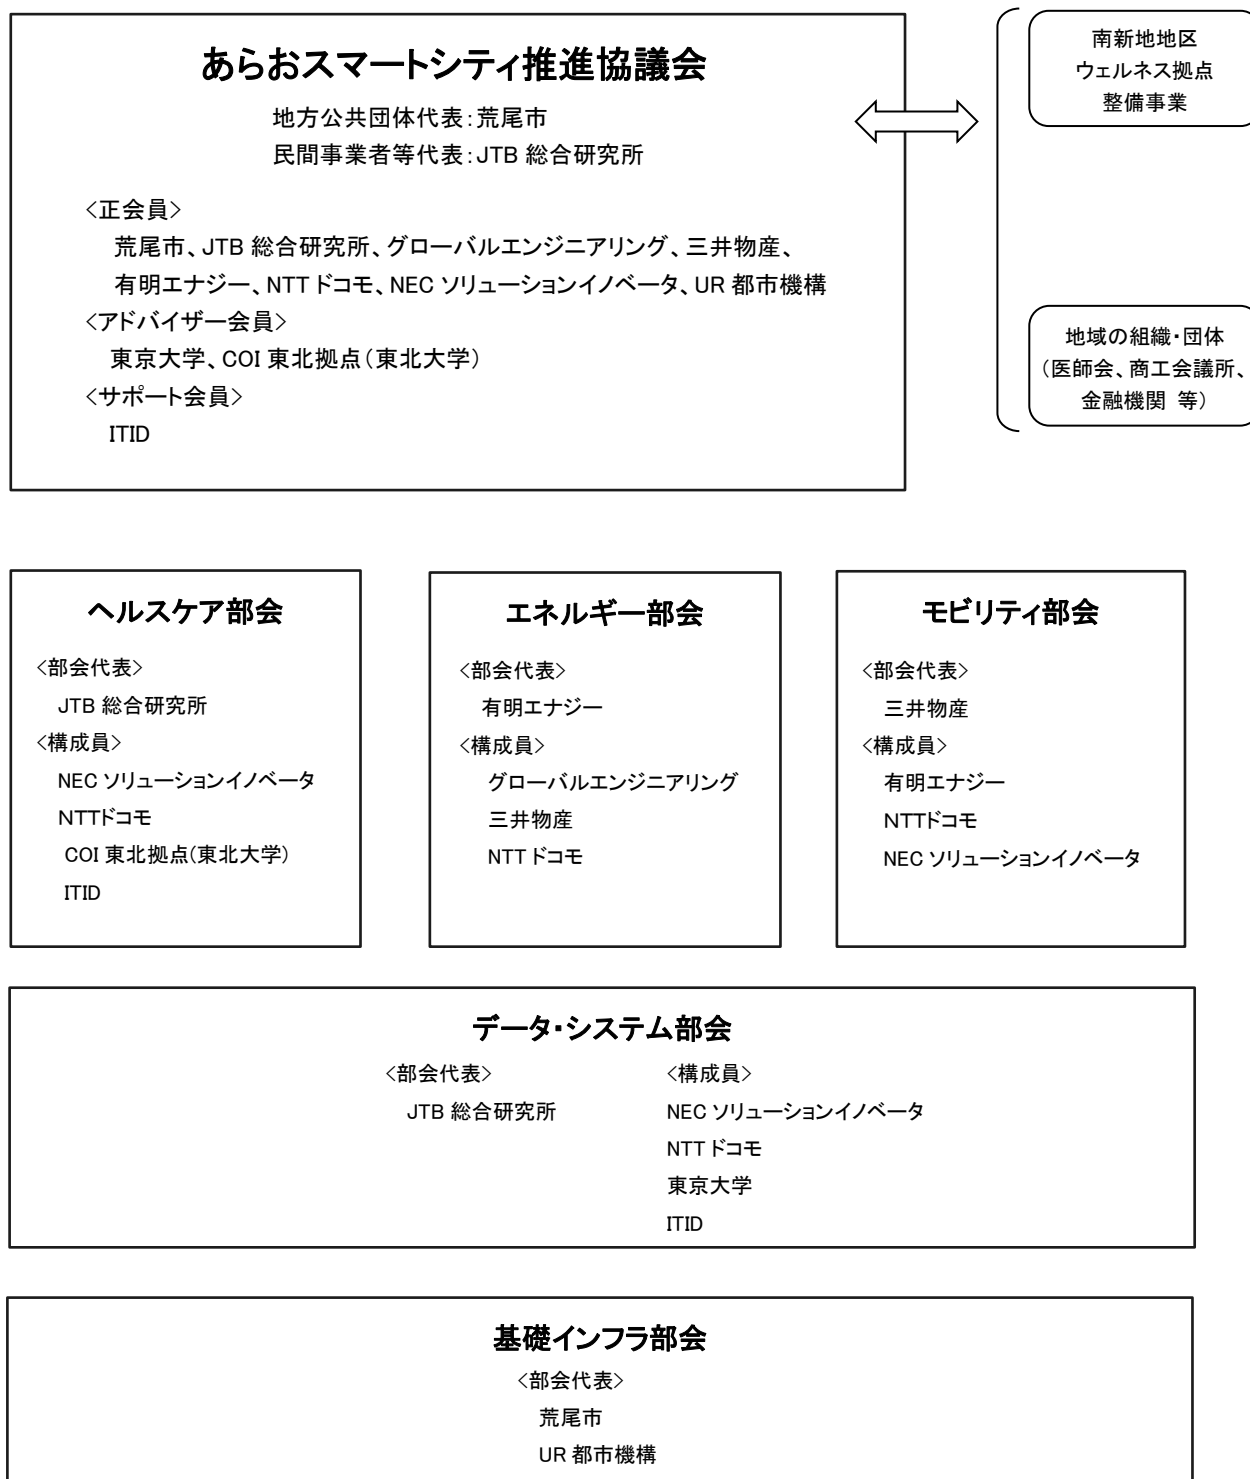 あらおスマートシティ推進協議会
地方公共団体代表:荒尾市
民間事業者等代表:JTB 総合研究所
<正会員>
荒尾市、JTB 総合研究所、グローバルエンジニアリング、三井物産、
有明エナジー、NTT ドコモ、NEC ソリューションイノベータ、UR 都市機構
<アドバイザー会員>
東京大学、COI 東北拠点(東北大学)
<サポート会員>
ITID
南新地地区
ウェルネス拠点
整備事業
地域の組織・団体
(医師会、商工会議所、
金融機関 等)
ヘルスケア部会
<部会代表>
JTB 総合研究所
<構成員>
NEC ソリューションイノベータ
NTTドコモ
COI 東北拠点(東北大学)
ITID
エネルギー部会
<部会代表>
有明エナジー
<構成員>
グローバルエンジニアリング
三井物産
NTT ドコモ
モビリティ部会
<部会代表>
三井物産
<構成員>
有明エナジー
NTTドコモ
NEC ソリューションイノベータ
データ・システム部会
<部会代表>
JTB 総合研究所
<構成員>
NEC ソリューションイノベータ
NTT ドコモ
東京大学
ITID
基礎インフラ部会
<部会代表>
荒尾市
UR 都市機構